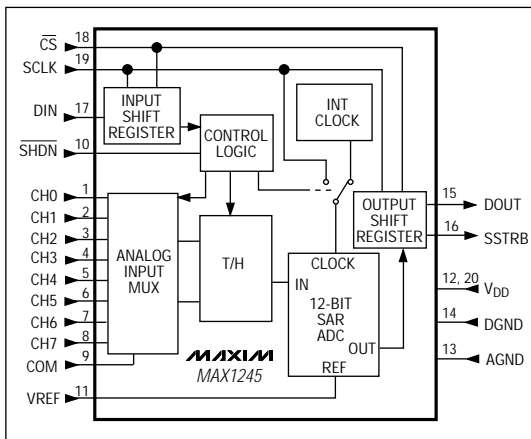 CS 18
SCLK 19
DIN 17
SHDN 10
CH0 1
CH1 2
CH2 3
CH3 4
CH4 5
CH5 6
CH6 7
CH7 8
COM 9
VREF 11
INPUT
SHIFT
REGISTER
CONTROL
LOGIC
INT
CLOCK
ANALOG
INPUT
MUX
T/H
CLOCK
IN
12-BIT
SAR
ADC
OUT
REF
OUTPUT
SHIFT
REGISTER
MAXIM
MAX1245
15 DOUT
16 SSTRB
12, 20 VDD
14 DGND
13 AGND